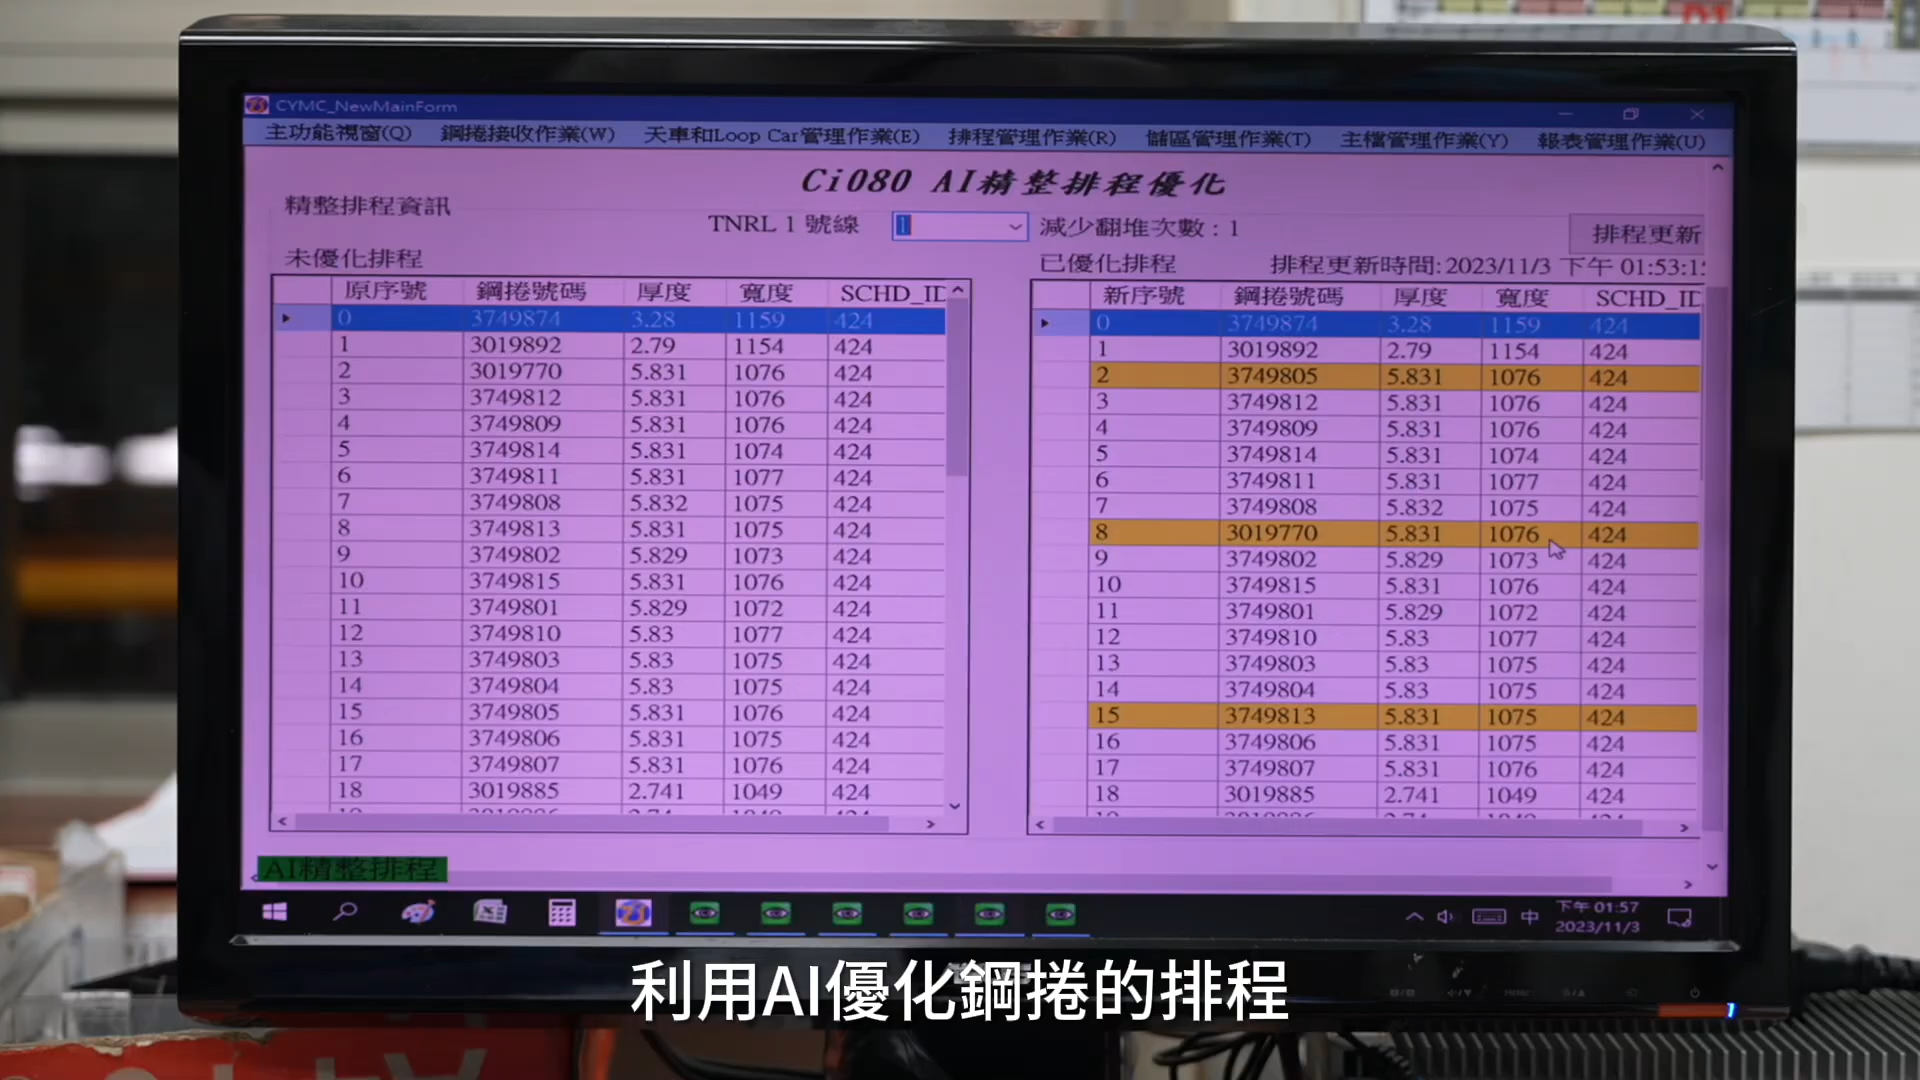 CYMC_NewMainForm
主功能視窗(Q) 鋼捲接收作業(W) 天車和Loop Car管理作業(E) 排程管理作業(R) 儲區管理作業(T) 主檔管理作業(Y) 報表管理作業(U)
Ci080 AI精整排程優化
精整排程資訊
TNRL 1 號線 1 減少翻堆次數 : 1 排程更新
未優化排程
已優化排程 排程更新時間: 2023/11/3 下午 01:53:1
原序號 鋼捲號碼 厚度 寬度 SCHD_ID
0 3749874 3.28 1159 424
1 3019892 2.79 1154 424
2 3019770 5.831 1076 424
3 3749812 5.831 1076 424
4 3749809 5.831 1076 424
5 3749814 5.831 1074 424
6 3749811 5.831 1077 424
7 3749808 5.832 1075 424
8 3749813 5.831 1075 424
9 3749802 5.829 1073 424
10 3749815 5.831 1076 424
11 3749801 5.829 1072 424
12 3749810 5.83 1077 424
13 3749803 5.83 1075 424
14 3749804 5.83 1075 424
15 3749805 5.831 1076 424
16 3749806 5.831 1075 424
17 3749807 5.831 1076 424
18 3019885 2.741 1049 424
新序號 鋼捲號碼 厚度 寬度 SCHD_ID
0 3749874 3.28 1159 424
1 3019892 2.79 1154 424
2 3749805 5.831 1076 424
3 3749812 5.831 1076 424
4 3749809 5.831 1076 424
5 3749814 5.831 1074 424
6 3749811 5.831 1077 424
7 3749808 5.832 1075 424
8 3019770 5.831 1076 424
9 3749802 5.829 1073 424
10 3749815 5.831 1076 424
11 3749801 5.829 1072 424
12 3749810 5.83 1077 424
13 3749803 5.83 1075 424
14 3749804 5.83 1075 424
15 3749813 5.831 1075 424
16 3749806 5.831 1075 424
17 3749807 5.831 1076 424
18 3019885 2.741 1049 424
AI精整排程
中
下午 01:57
2023/11/3
利用AI優化鋼捲的排程